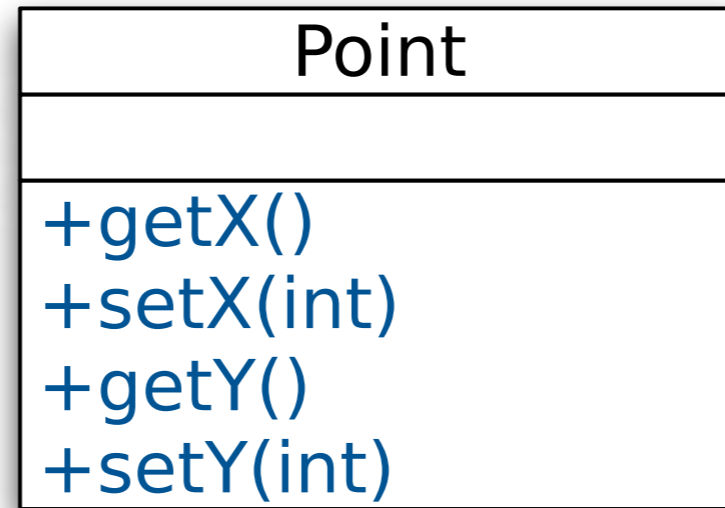 Point
+getX()
+setX(int)
+getY()
+setY(int)